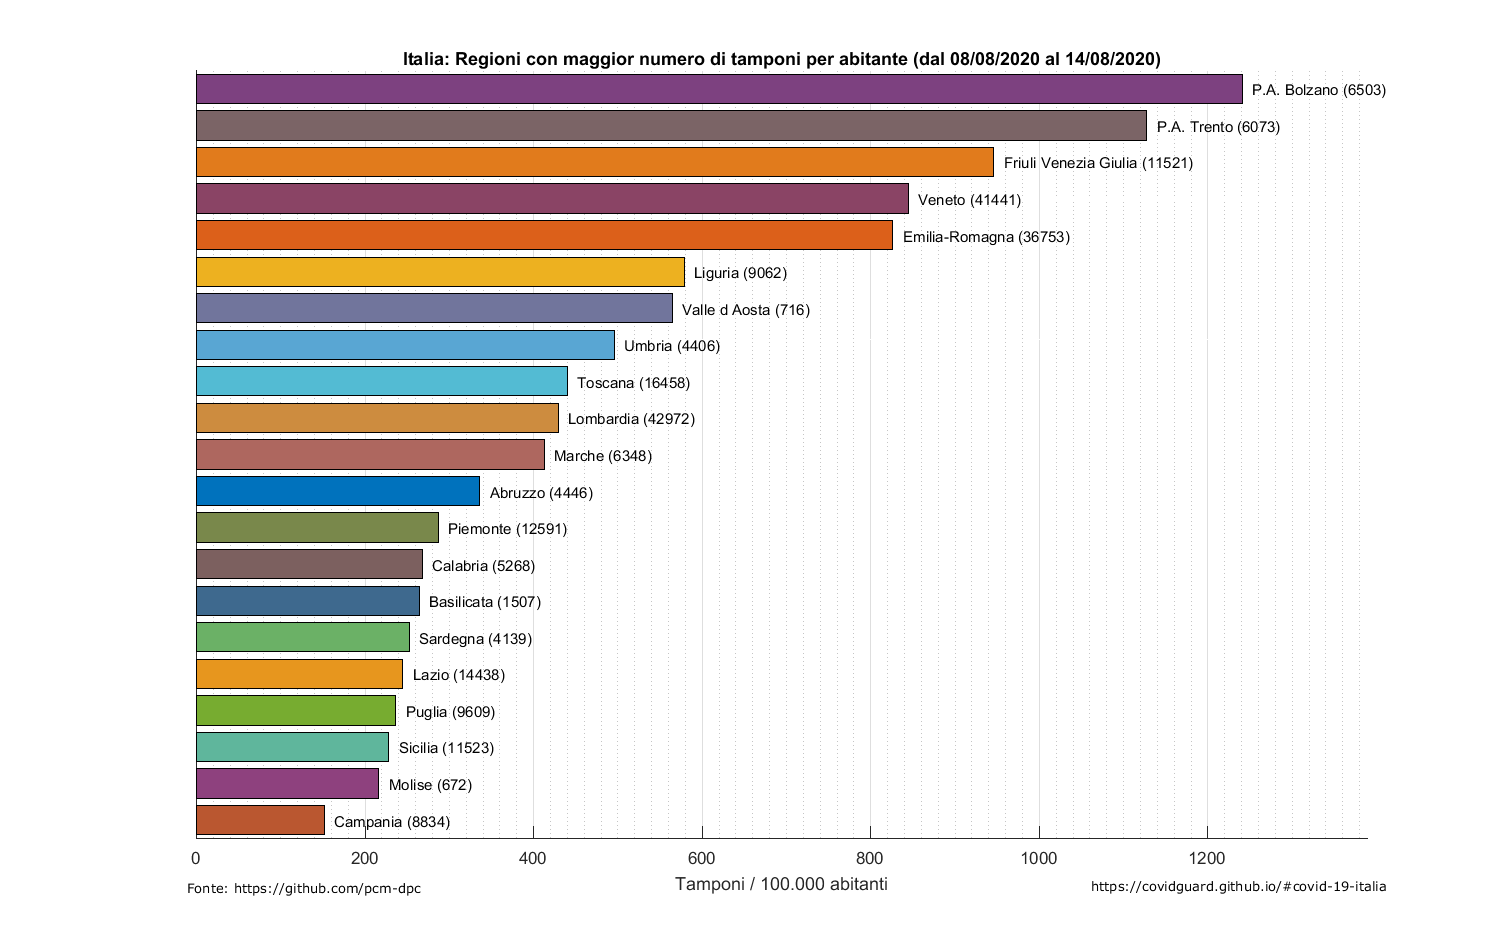 Italia: Regioni con maggior numero di tamponi per abitante (dal 08/08/2020 al 14/08/2020)
P.A. Bolzano (6503)
P.A. Trento (6073)
Friuli Venezia Giulia (11521)
Veneto (41441)
Emilia-Romagna (36753)
Liguria (9062)
Valle d Aosta (716)
Umbria (4406)
Toscana (16458)
Lombardia (42972)
Marche (6348)
Abruzzo (4446)
Piemonte (12591)
Calabria (5268)
Basilicata (1507)
Sardegna (4139)
Lazio (14438)
Puglia (9609)
Sicilia (11523)
Molise (672)
Campania (8834)
0 200 400 600 800 1000 1200
Tamponi / 100.000 abitanti
Fonte: https://github.com/pcm-dpc
https://covidguard.github.io/#covid-19-italia